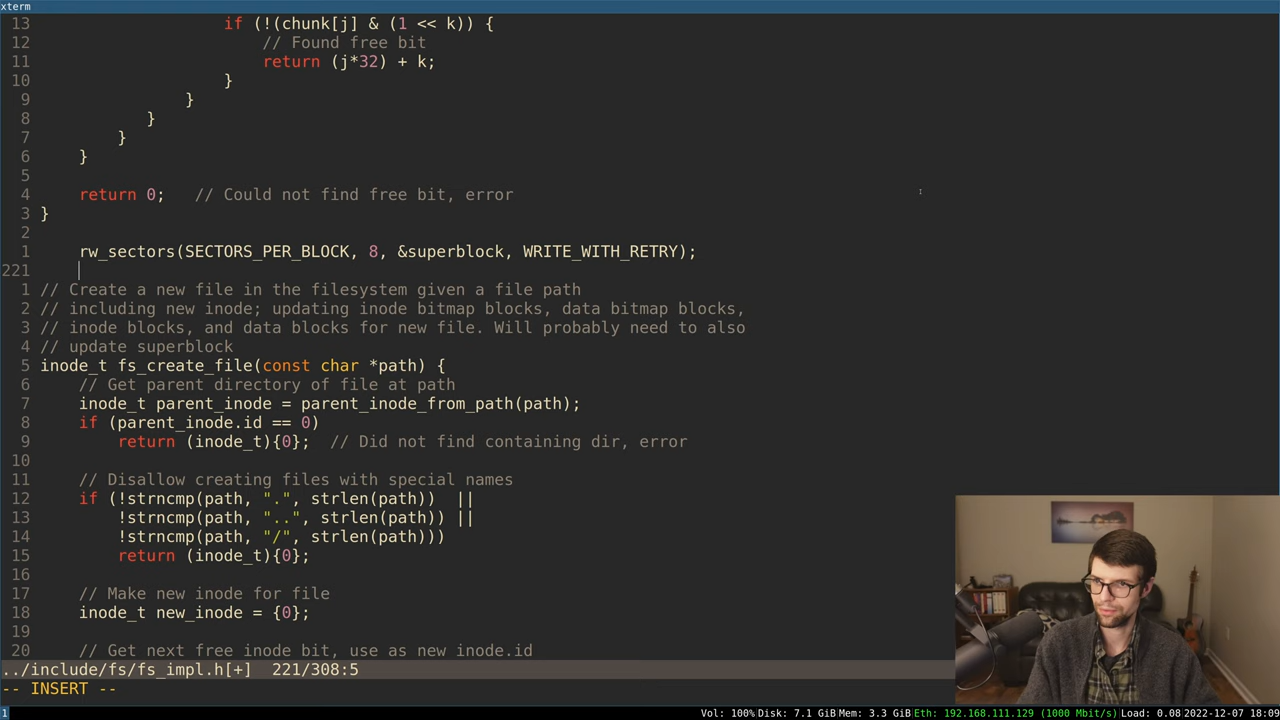 xterm
13                    if (!(chunk[j] & (1 << k)) {
12                        // Found free bit
11                        return (j*32) + k;
10                    }
9                }
8            }
7         }
6     }
5
4     return 0;   // Could not find free bit, error
3 }
2
1     rw_sectors(SECTORS_PER_BLOCK, 8, &superblock, WRITE_WITH_RETRY);
221
1 // Create a new file in the filesystem given a file path
2 // including new inode; updating inode bitmap blocks, data bitmap blocks,
3 // inode blocks, and data blocks for new file. Will probably need to also
4 // update superblock
5 inode_t fs_create_file(const char *path) {
6     // Get parent directory of file at path
7     inode_t parent_inode = parent_inode_from_path(path);
8     if (parent_inode.id == 0)
9         return (inode_t){0};  // Did not find containing dir, error
10
11     // Disallow creating files with special names
12     if (!strncmp(path, ".", strlen(path))  ||
13         !strncmp(path, "..", strlen(path)) ||
14         !strncmp(path, "/", strlen(path)))
15         return (inode_t){0};
16
17     // Make new inode for file
18     inode_t new_inode = {0};
19
20     // Get next free inode bit, use as new inode.id
../include/fs/fs_impl.h[+]  221/308:5
-- INSERT --
1 Vol: 100% Disk: 7.1 GiB Mem: 3.3 GiB Eth: 192.168.111.129 (1000 Mbit/s) Load: 0.08 2022-12-07 18:09